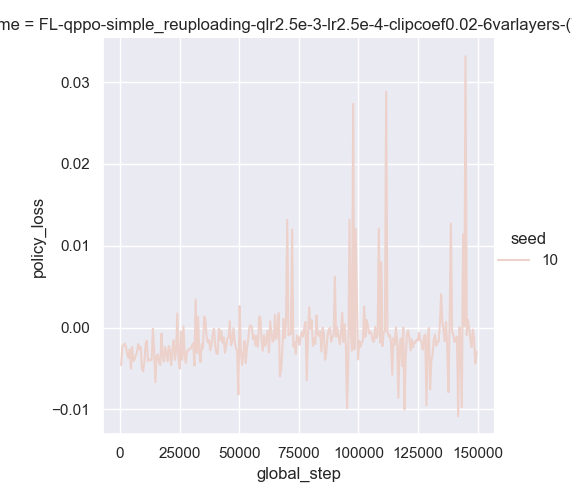 me = FL-qppo-simple_reuploading-qlr2.5e-3-lr2.5e-4-clipcoef0.02-6varlayers-(
0.03
0.02
0.01
0.00
−0.01
policy_loss
0 25000 50000 75000 100000 125000 150000
global_step
seed
10